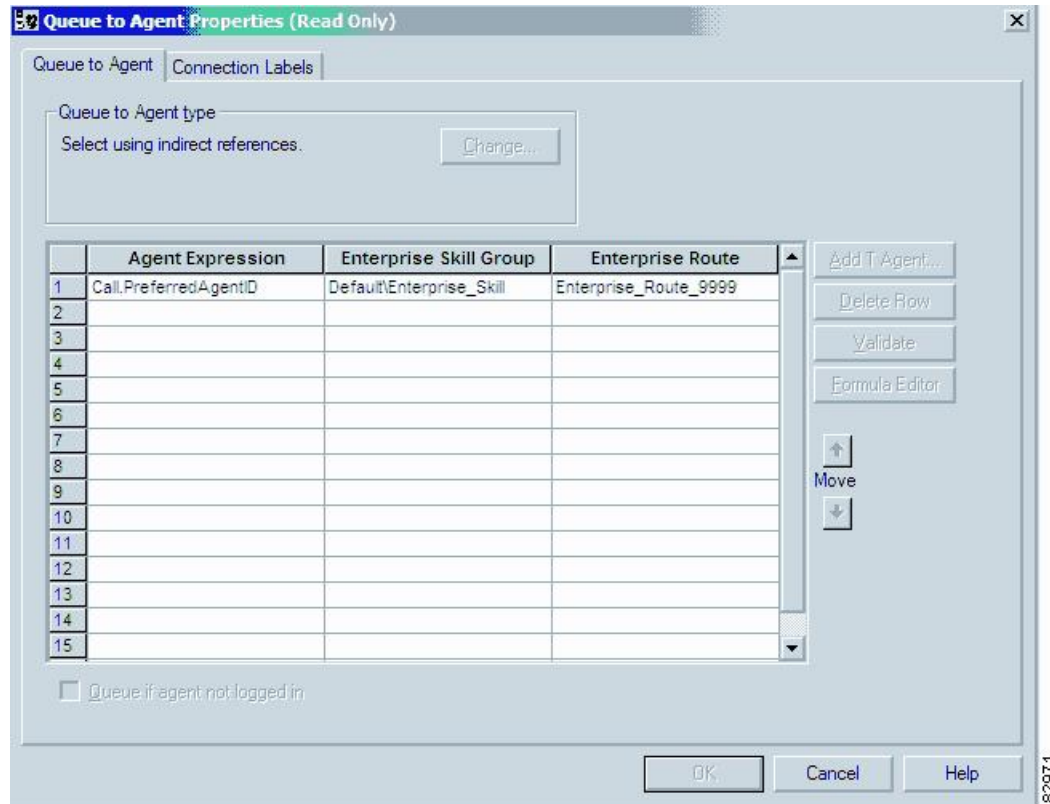 Queue to Agent Properties (Read Only)
Queue to Agent
Connection Labels
Queue to Agent type
Select using indirect references.
Change...
Agent Expression
Enterprise Skill Group
Enterprise Route
1 Call.PreferredAgentID Default\Enterprise_Skill Enterprise_Route_9999
2
3
4
5
6
7
8
9
10
11
12
13
14
15
Add T Agent...
Delete Row
Validate
Formula Editor
Move
Queue if agent not logged in
OK
Cancel
Help
82971